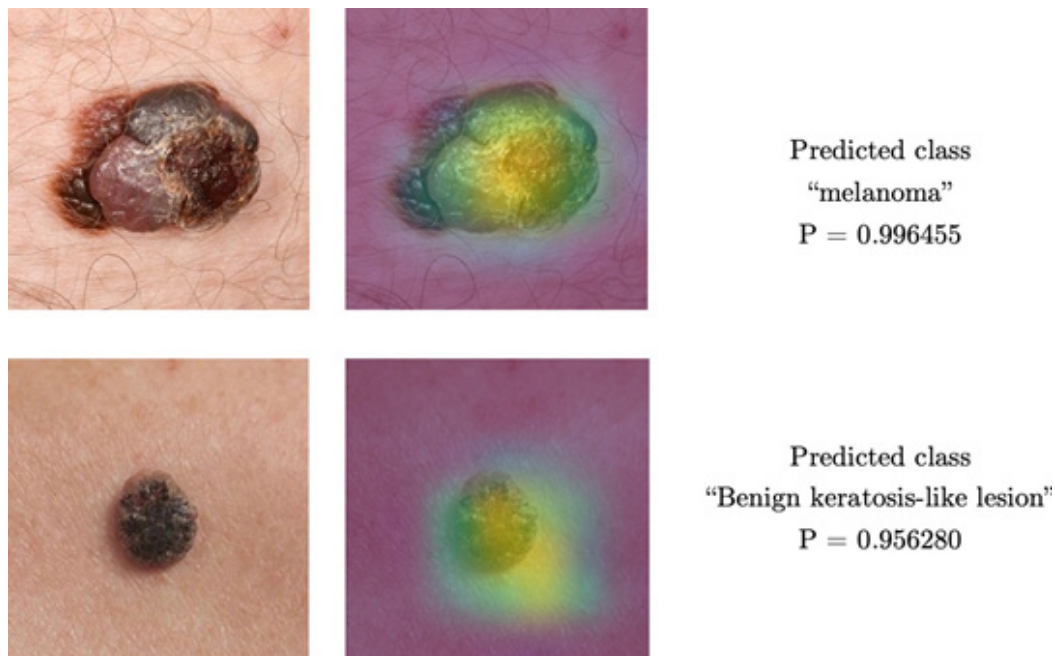 Predicted class
“melanoma”
P = 0.996455
Predicted class
“Benign keratosis-like lesion”
P = 0.956280